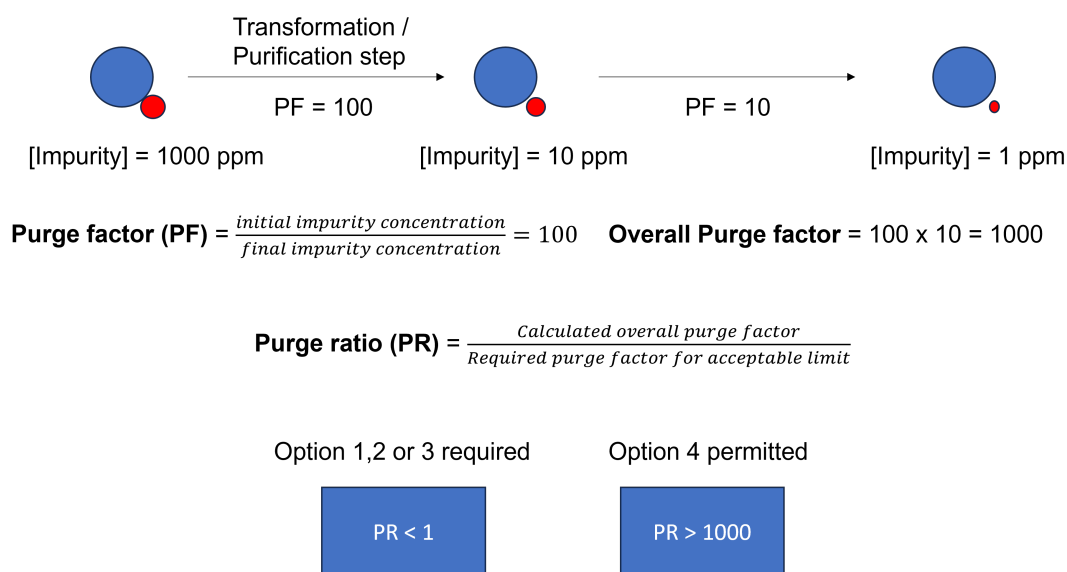 Transformation /
Purification step
PF = 100
PF = 10
[Impurity] = 1000 ppm
[Impurity] = 10 ppm
[Impurity] = 1 ppm
Purge factor (PF) = initial impurity concentration / final impurity concentration = 100
Overall Purge factor = 100 x 10 = 1000
Purge ratio (PR) = Calculated overall purge factor / Required purge factor for acceptable limit
Option 1,2 or 3 required
Option 4 permitted
PR < 1
PR > 1000